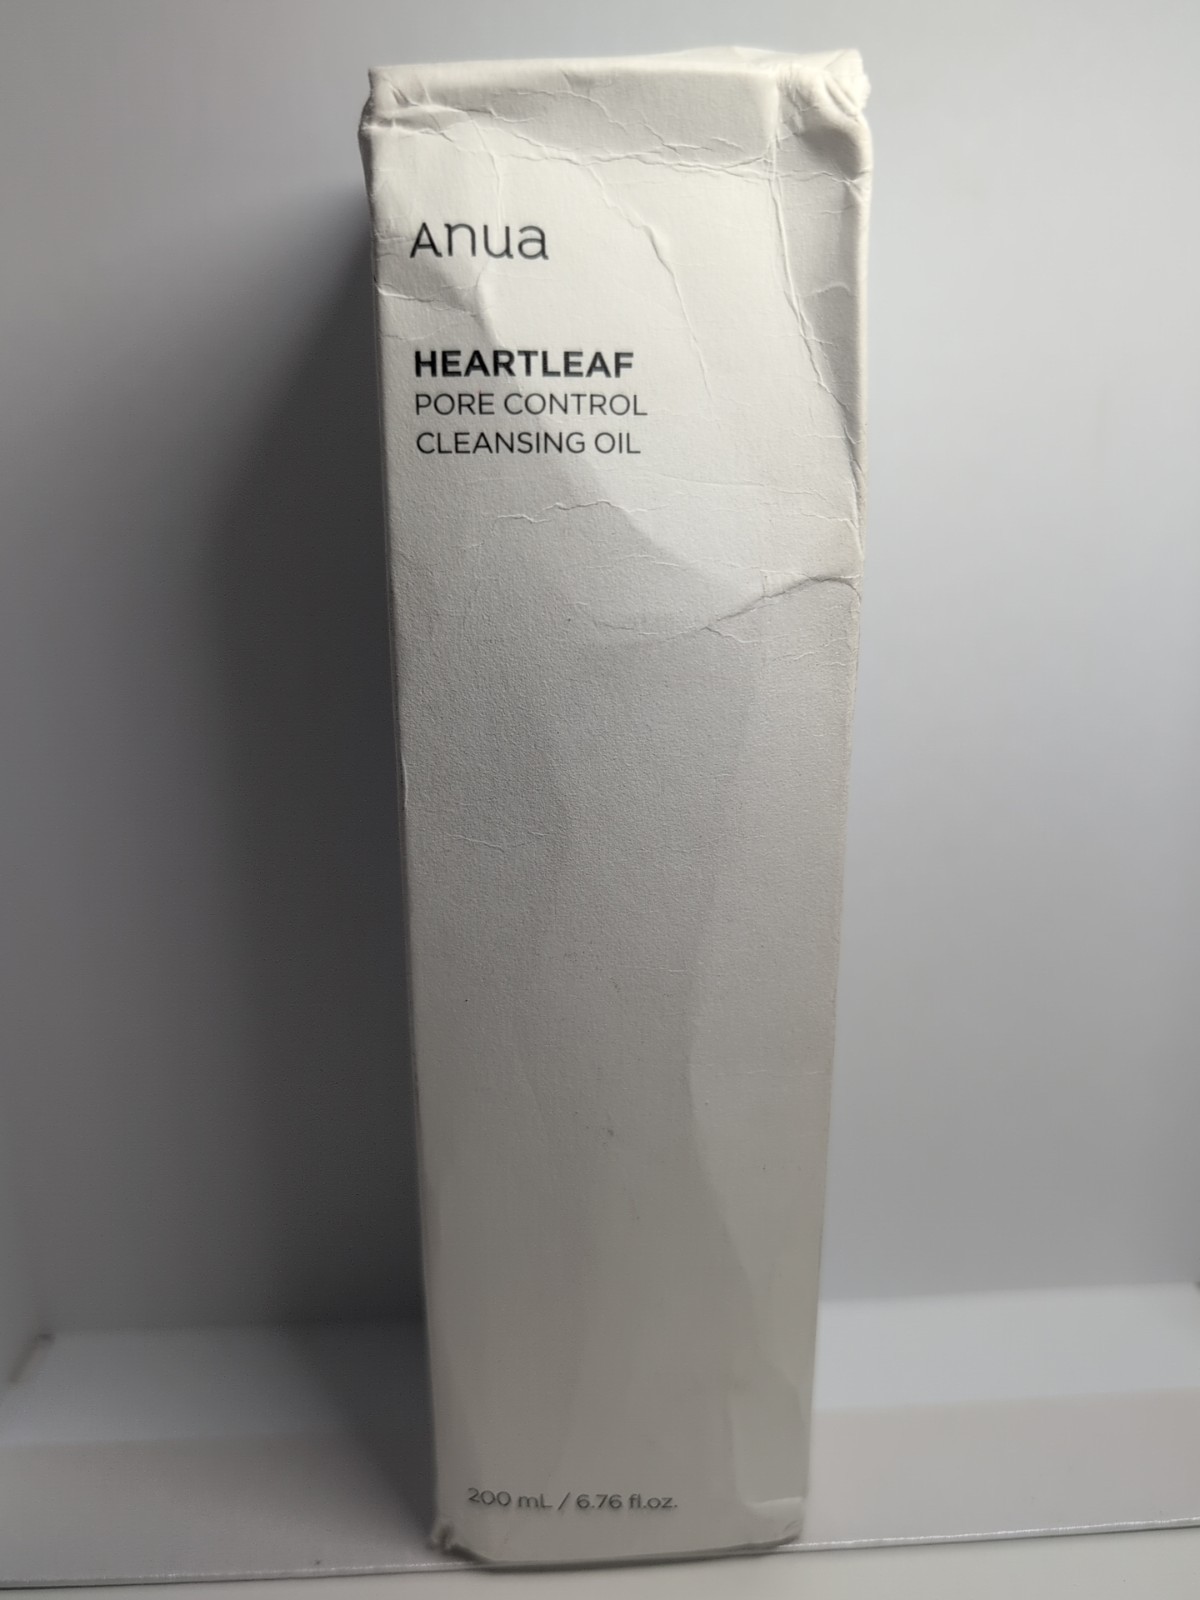 Anua
HEARTLEAF
PORE CONTROL
CLEANSING OIL
200 mL / 6.76 fl.oz.